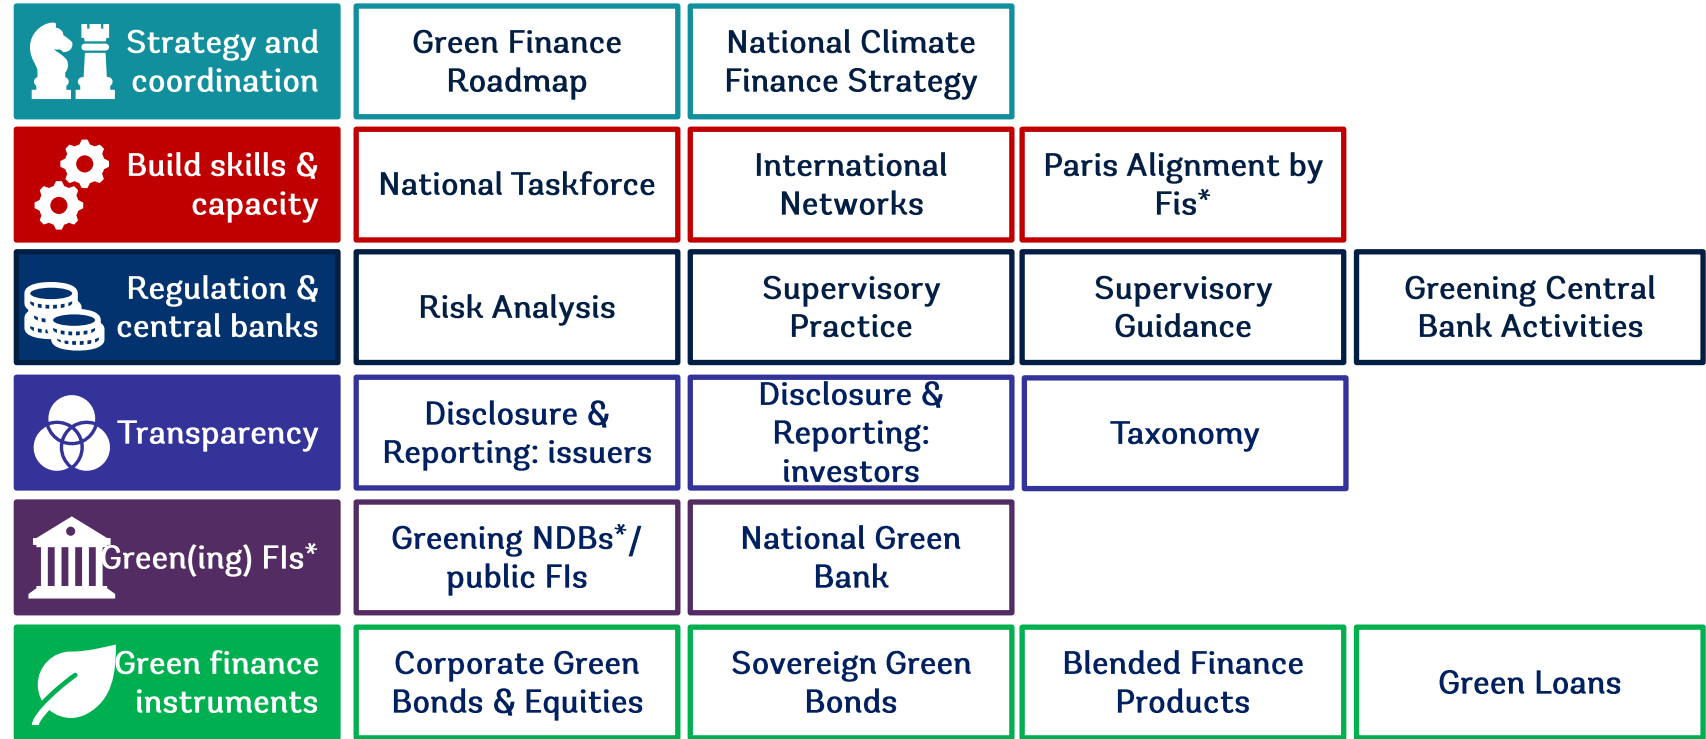 Strategy and
coordination
Green Finance
Roadmap
National Climate
Finance Strategy
Build skills &
capacity
National Taskforce
International
Networks
Paris Alignment by
Fis*
Regulation &
central banks
Risk Analysis
Supervisory
Practice
Supervisory
Guidance
Greening Central
Bank Activities
Transparency
Disclosure &
Reporting: issuers
Disclosure &
Reporting:
investors
Taxonomy
Green(ing) FIs*
Greening NDBs*/
public FIs
National Green
Bank
Green finance
instruments
Corporate Green
Bonds & Equities
Sovereign Green
Bonds
Blended Finance
Products
Green Loans